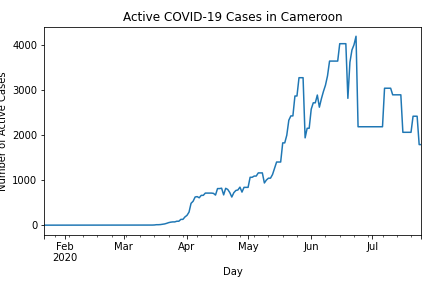 Active COVID-19 Cases in Cameroon
Number of Active Cases
4000
3000
2000
1000
0
Feb
2020
Mar
Apr
May
Jun
Jul
Day